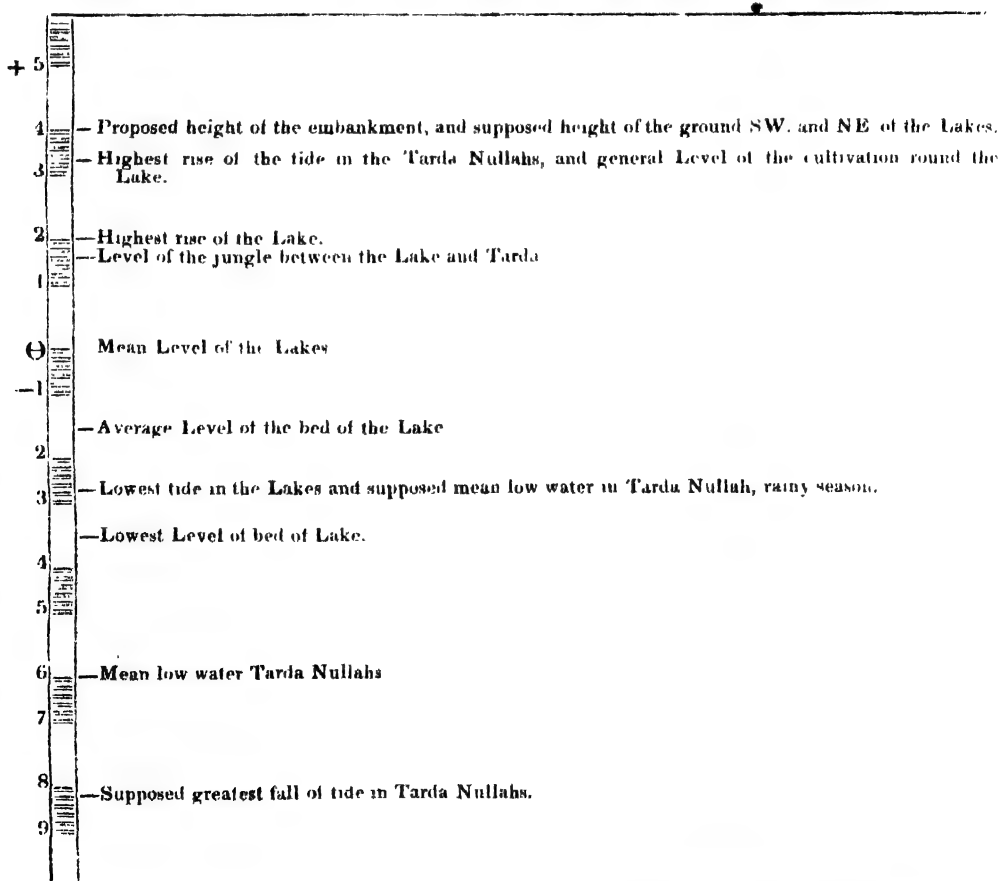 + 5
4 — Proposed height of the embankment, and supposed height of the ground SW. and NE of the Lakes.
— Highest rise of the tide in the Tarda Nullahs, and general Level of the cultivation round the
3 Lake.
2 — Highest rise of the Lake.
— Level of the jungle between the Lake and Tarda
1
0 Mean Level of the Lakes
—1
— Average Level of the bed of the Lake
2
3 — Lowest tide in the Lakes and supposed mean low water in Tarda Nullah, rainy season.
— Lowest Level of bed of Lake.
4
5
6 — Mean low water Tarda Nullahs
7
8 — Supposed greatest fall of tide in Tarda Nullahs.
9